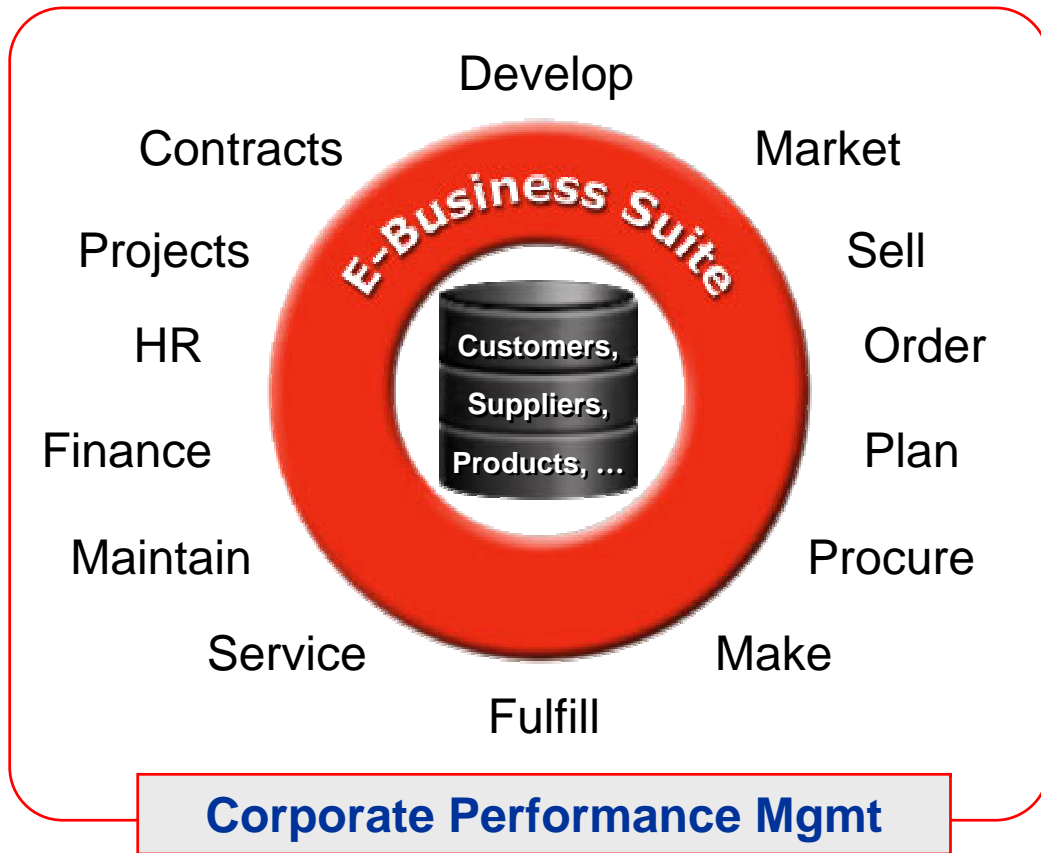 Develop
Contracts
Market
E-Business Suite
Projects
Sell
HR
Customers,
Order
Suppliers,
Finance
Plan
Products, ...
Maintain
Procure
Service
Make
Fulfill
Corporate Performance Mgmt